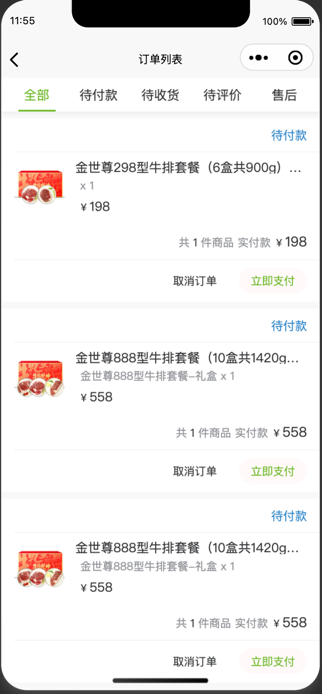 11:55
100%
订单列表
全部 待付款 待收货 待评价 售后
待付款
金世尊298型牛排套餐（6盒共900g）...
x 1
￥198
共 1 件商品 实付款 ￥198
取消订单 立即支付
待付款
金世尊888型牛排套餐（10盒共1420g...
金世尊888型牛排套餐-礼盒 x 1
￥558
共 1 件商品 实付款 ￥558
取消订单 立即支付
待付款
金世尊888型牛排套餐（10盒共1420g...
金世尊888型牛排套餐-礼盒 x 1
￥558
共 1 件商品 实付款 ￥558
取消订单 立即支付